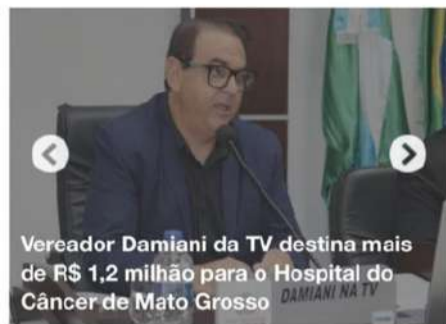 Vereador Damiani da TV destina mais
de R$ 1,2 milhão para o Hospital do
Câncer de Mato Grosso
DAMIANI NA TV